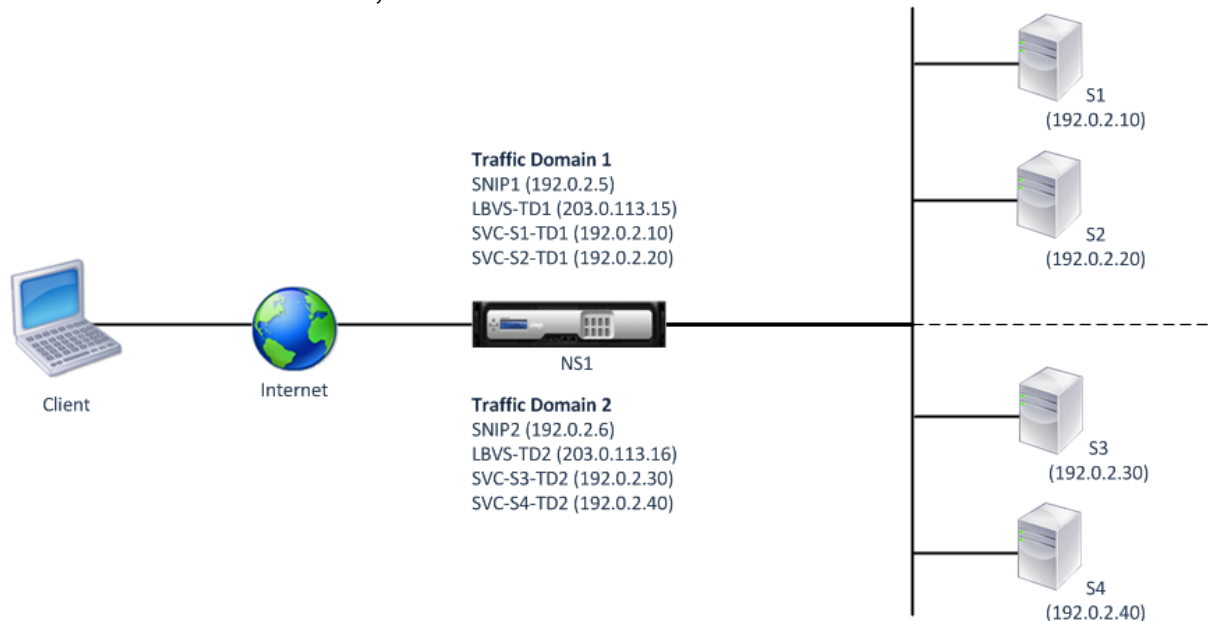 S1
(192.0.2.10)
Traffic Domain 1
SNIP1 (192.0.2.5)
LBVS-TD1 (203.0.113.15)
SVC-S1-TD1 (192.0.2.10)
SVC-S2-TD1 (192.0.2.20)
S2
(192.0.2.20)
NS1
Internet
Client
Traffic Domain 2
SNIP2 (192.0.2.6)
LBVS-TD2 (203.0.113.16)
SVC-S3-TD2 (192.0.2.30)
SVC-S4-TD2 (192.0.2.40)
S3
(192.0.2.30)
S4
(192.0.2.40)